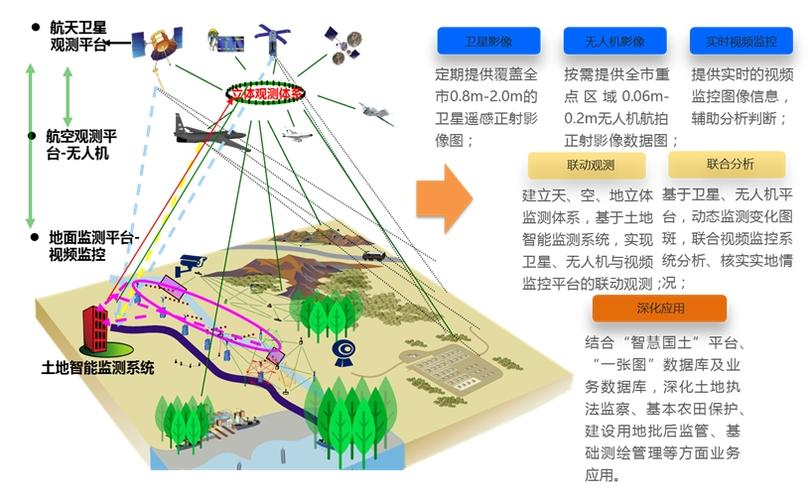 航天卫星
观测平台
立体观测体系
航空观测平
台-无人机
地面监测平台-
视频监控
土地智能监测系统
卫星影像
定期提供覆盖全
市0.8m-2.0m的
卫星遥感正射影
像图；
无人机影像
按需提供全市重
点区域0.06m-
0.2m无人机航拍
正射影像数据图；
实时视频监控
提供实时的视频
监控图像信息，
辅助分析判断；
联动观测
建立天、空、地立体
监测体系，基于土地
智能监测系统，实现
卫星、无人机与视频
监控平台的联动观测；
联合分析
基于卫星、无人机平
台，动态监测变化图
斑，联合视频监控系
统分析、核实实地情
况；
深化应用
结合“智慧国土”平台、
“一张图”数据库及业
务数据库，深化土地执
法监察、基本农田保护、
建设用地批后监管、基
础测绘管理等方面业务
应用。